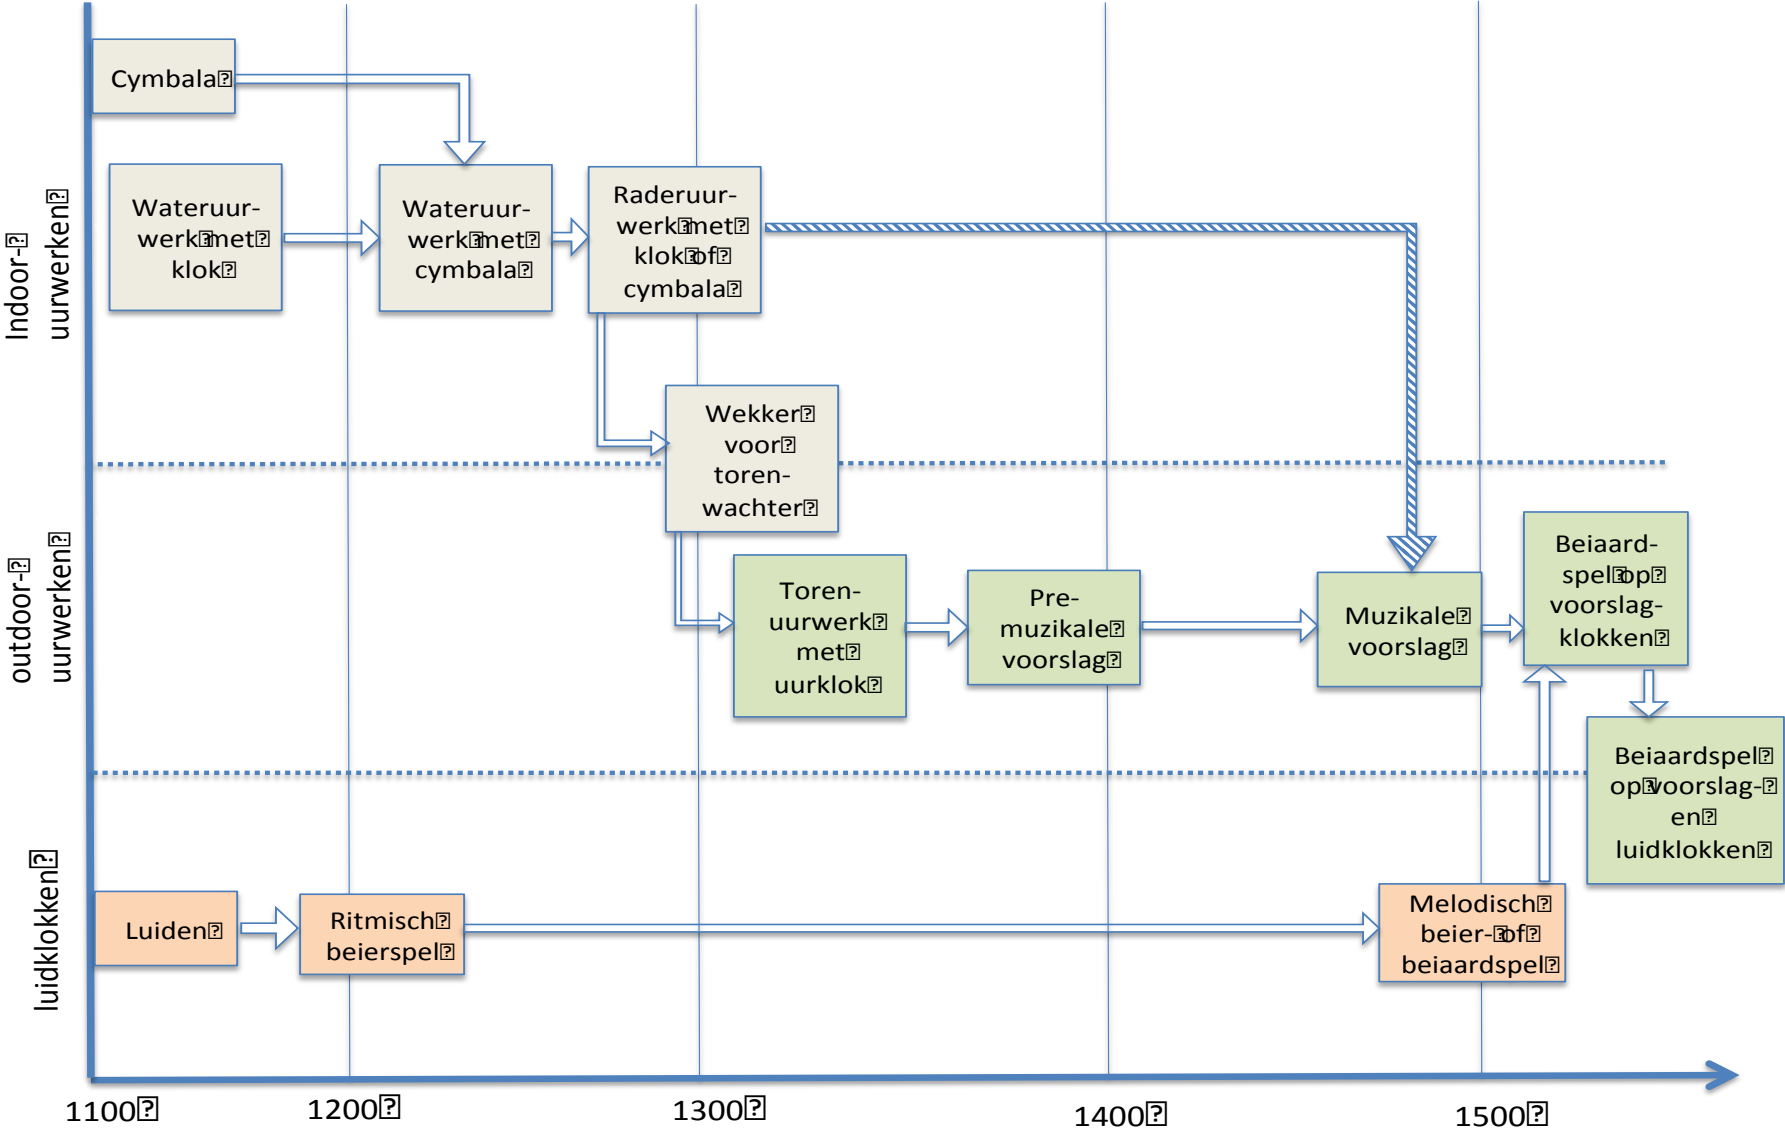 Cymbala
Wateruur-
werk met
klok
Wateruur-
werk met
cymbala
Raderuur-
werk met
klok of
cymbala
Indoor-
uurwerken
Wekker
voor
toren-
wachter
outdoor-
uurwerken
Toren-
uurwerk
met
uurklok
Pre-
muzikale
voorslag
Muzikale
voorslag
Beiaard-
spel op
voorslag-
klokken
Beiaardspel
op voorslag-
en
luidklokken
luidklokken
Luiden
Ritmisch
beierspel
Melodisch
beier- of
beiaardspel
1100
1200
1300
1400
1500